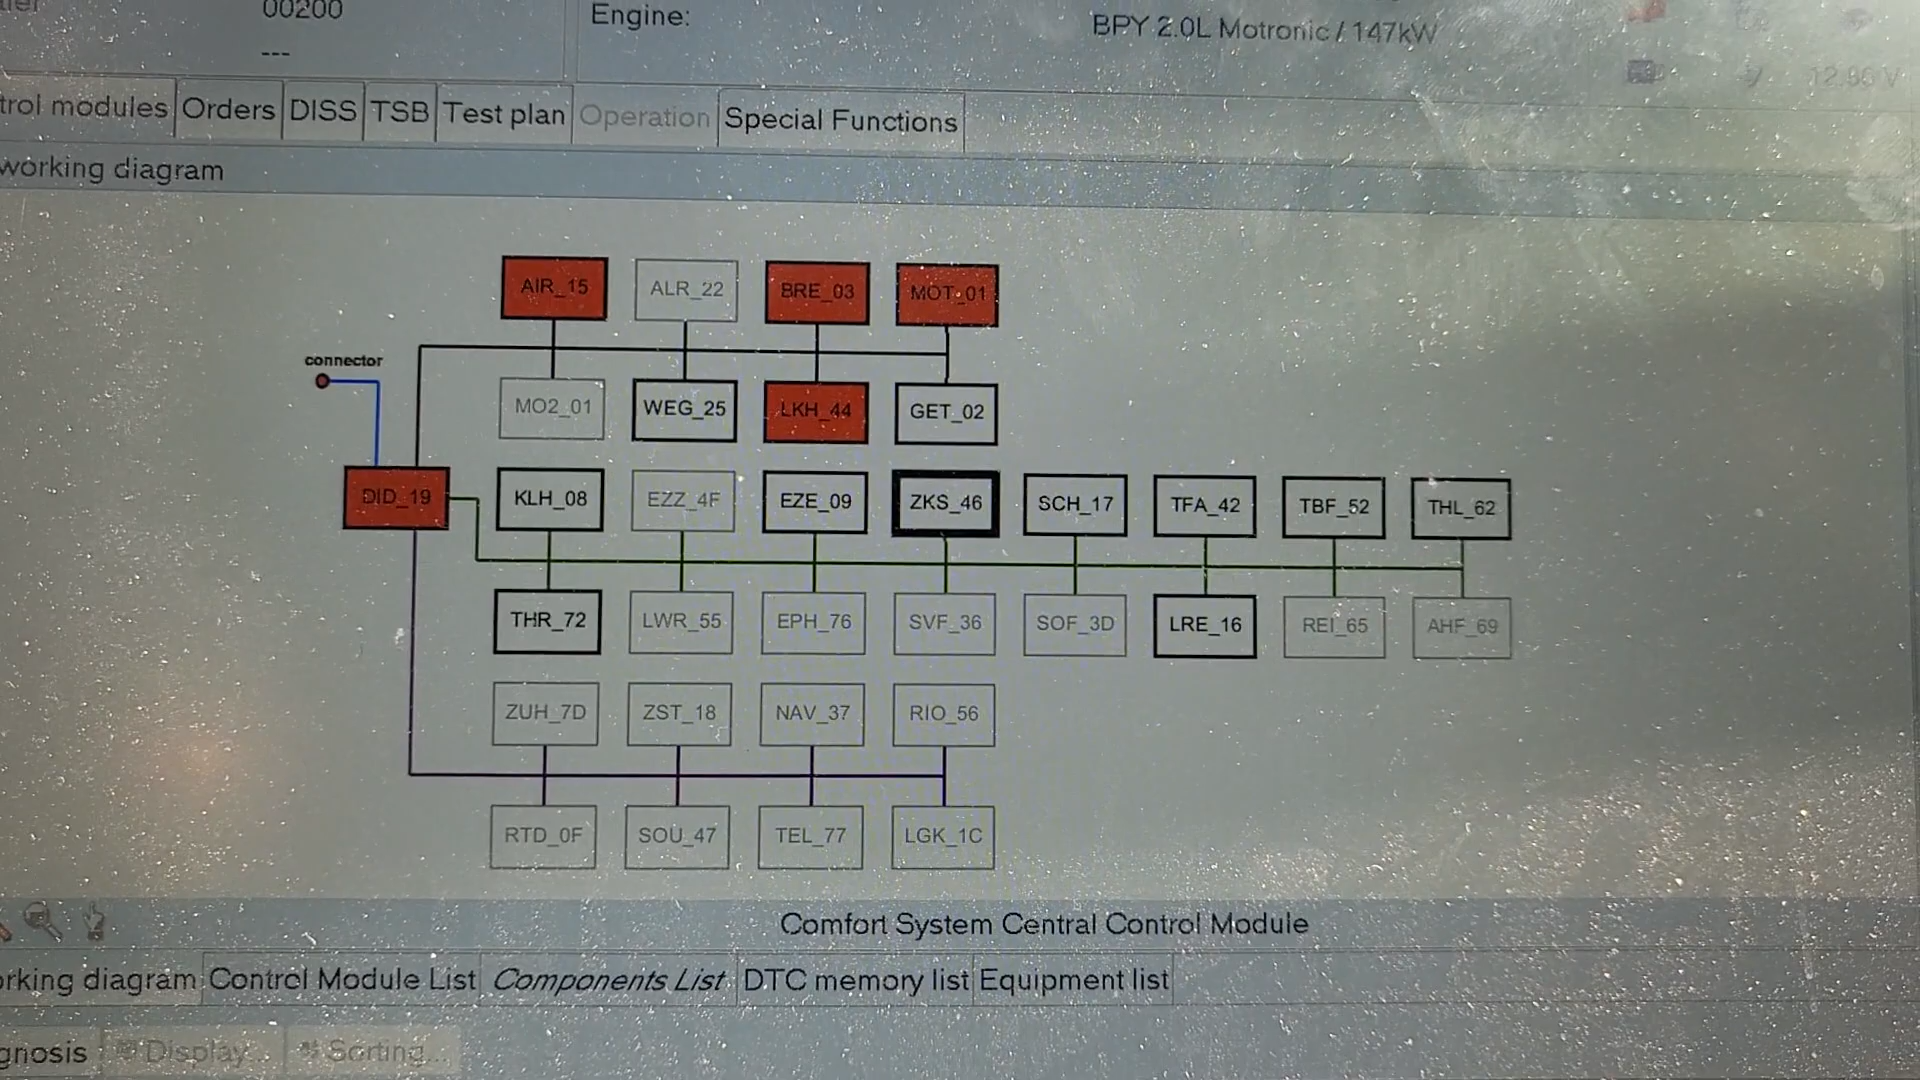 00200
Engine:
BPY 2.0L Motronic / 147kW
---
12.86 V
trol modules Orders DISS TSB Test plan Operation Special Functions
working diagram
AIR_15 ALR_22 BRE_03 MOT_01
connector
MO2_01 WEG_25 LKH_44 GET_02
DID_19 KLH_08 EZZ_4F EZE_09 ZKS_46 SCH_17 TFA_42 TBF_52 THL_62
THR_72 LWR_55 EPH_76 SVF_36 SOF_3D LRE_16 REI_65 AHF_69
ZUH_7D ZST_18 NAV_37 RIO_56
RTD_0F SOU_47 TEL_77 LGK_1C
Comfort System Central Control Module
orking diagram Control Module List Components List DTC memory list Equipment list
gnosis Display... Sorting...